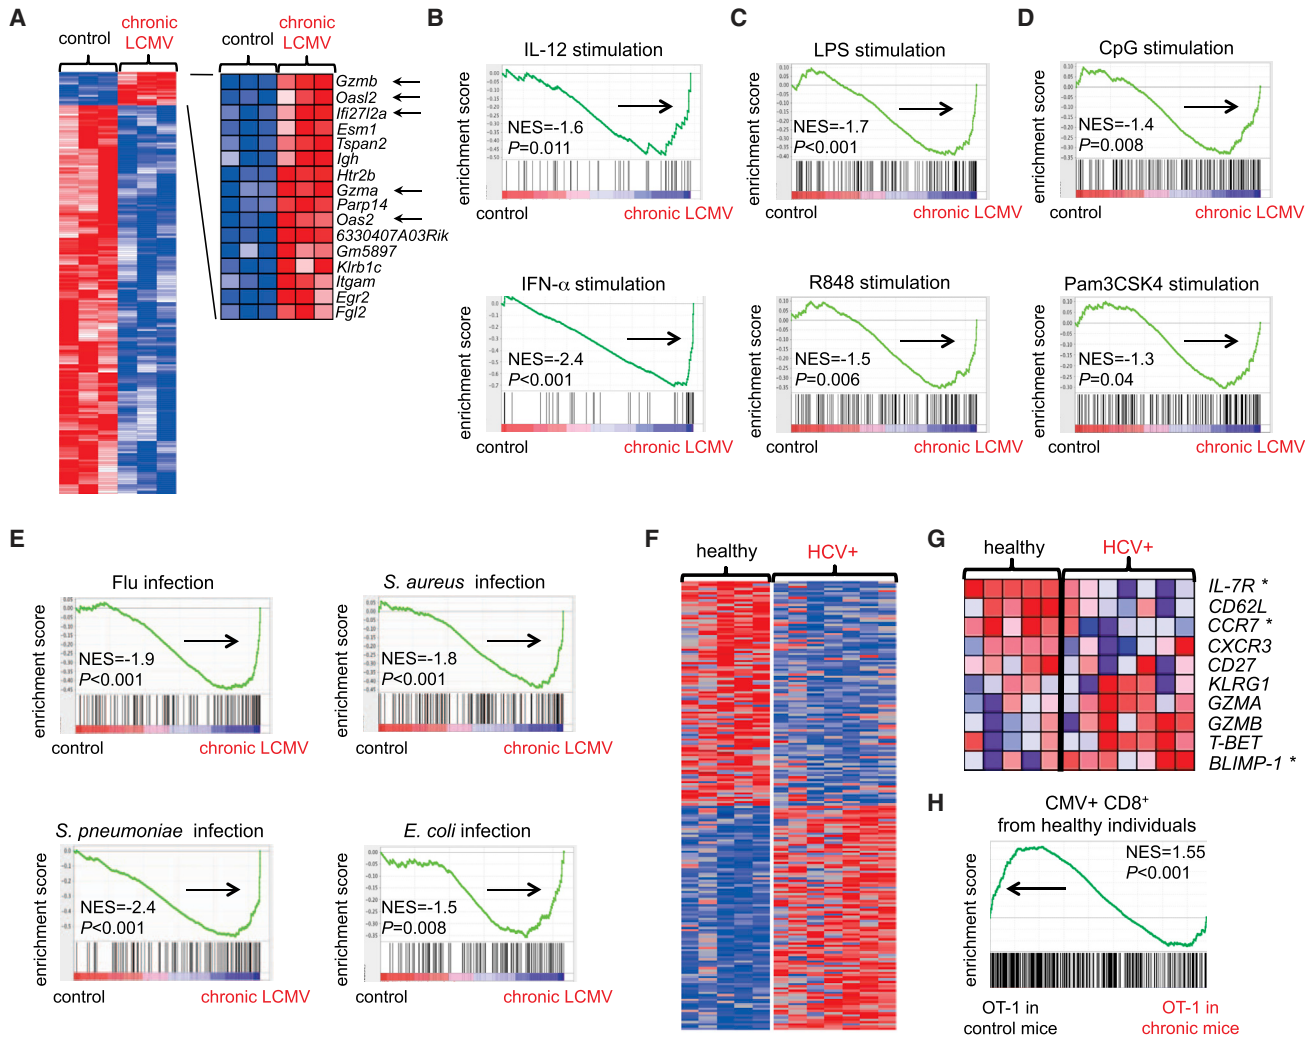 A
control
chronic
LCMV
control
chronic
LCMV
Gzmb
Oasl2
Ifi27l2a
Esm1
Tspan2
Igh
Htr2b
Gzma
Parp14
Oas2
6330407A03Rik
Gm5897
Klrb1c
Itgam
Egr2
Fgl2
B
IL-12 stimulation
enrichment score
NES=-1.6
P=0.011
control
chronic LCMV
IFN-α stimulation
enrichment score
NES=-2.4
P<0.001
control
chronic LCMV
C
LPS stimulation
enrichment score
NES=-1.7
P<0.001
control
chronic LCMV
R848 stimulation
enrichment score
NES=-1.5
P=0.006
control
chronic LCMV
D
CpG stimulation
enrichment score
NES=-1.4
P=0.008
control
chronic LCMV
Pam3CSK4 stimulation
enrichment score
NES=-1.3
P=0.04
control
chronic LCMV
E
Flu infection
enrichment score
NES=-1.9
P<0.001
control
chronic LCMV
S. aureus infection
enrichment score
NES=-1.8
P<0.001
control
chronic LCMV
S. pneumoniae infection
enrichment score
NES=-2.4
P<0.001
control
chronic LCMV
E. coli infection
enrichment score
NES=-1.5
P=0.008
control
chronic LCMV
F
healthy
HCV+
G
healthy
HCV+
IL-7R *
CD62L
CCR7 *
CXCR3
CD27
KLRG1
GZMA
GZMB
T-BET
BLIMP-1 *
H
CMV+ CD8+
from healthy individuals
enrichment score
NES=1.55
P<0.001
OT-1 in
control mice
OT-1 in
chronic mice